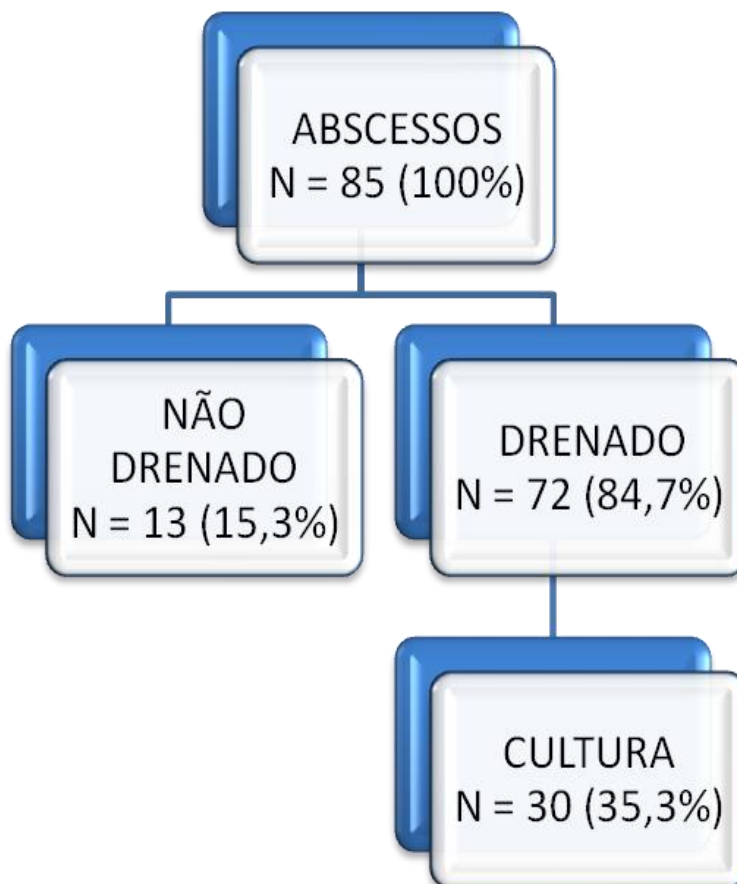 ABSCESSOS
N = 85 (100%)
NÃO
DRENADO
N = 13 (15,3%)
DRENADO
N = 72 (84,7%)
CULTURA
N = 30 (35,3%)